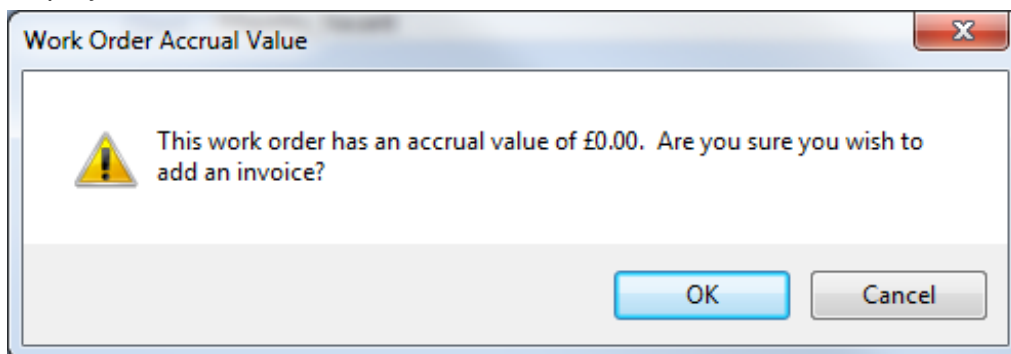 Work Order Accrual Value
This work order has an accrual value of £0.00.  Are you sure you wish to
add an invoice?
OK
Cancel